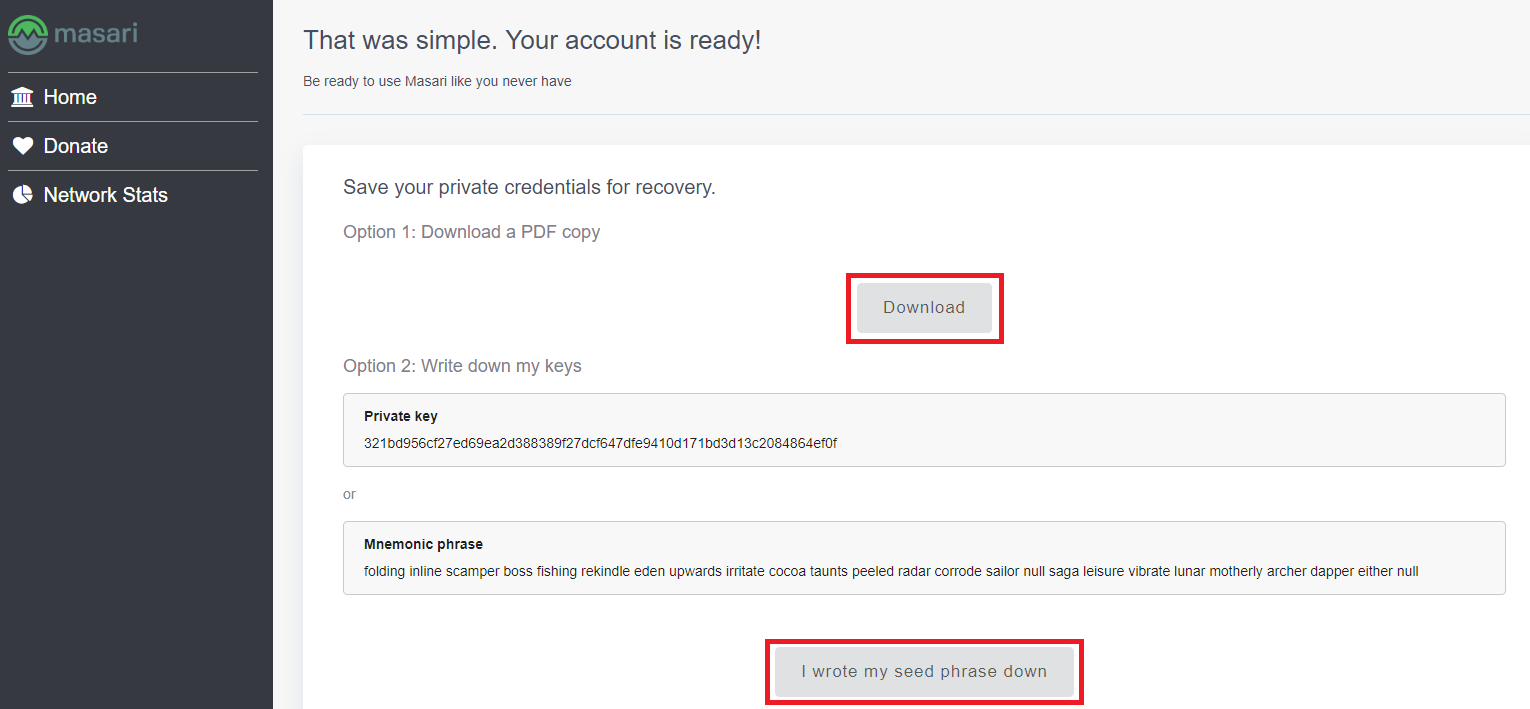 masari
Home
Donate
Network Stats
That was simple. Your account is ready!
Be ready to use Masari like you never have
Save your private credentials for recovery.
Option 1: Download a PDF copy
Download
Option 2: Write down my keys
Private key
321bd956cf27ed69ea2d388389f27dcf647dfe9410d171bd3d13c2084864ef0f
or
Mnemonic phrase
folding inline scamper boss fishing rekindle eden upwards irritate cocoa taunts peeled radar corrode sailor null saga leisure vibrate lunar motherly archer dapper either null
I wrote my seed phrase down